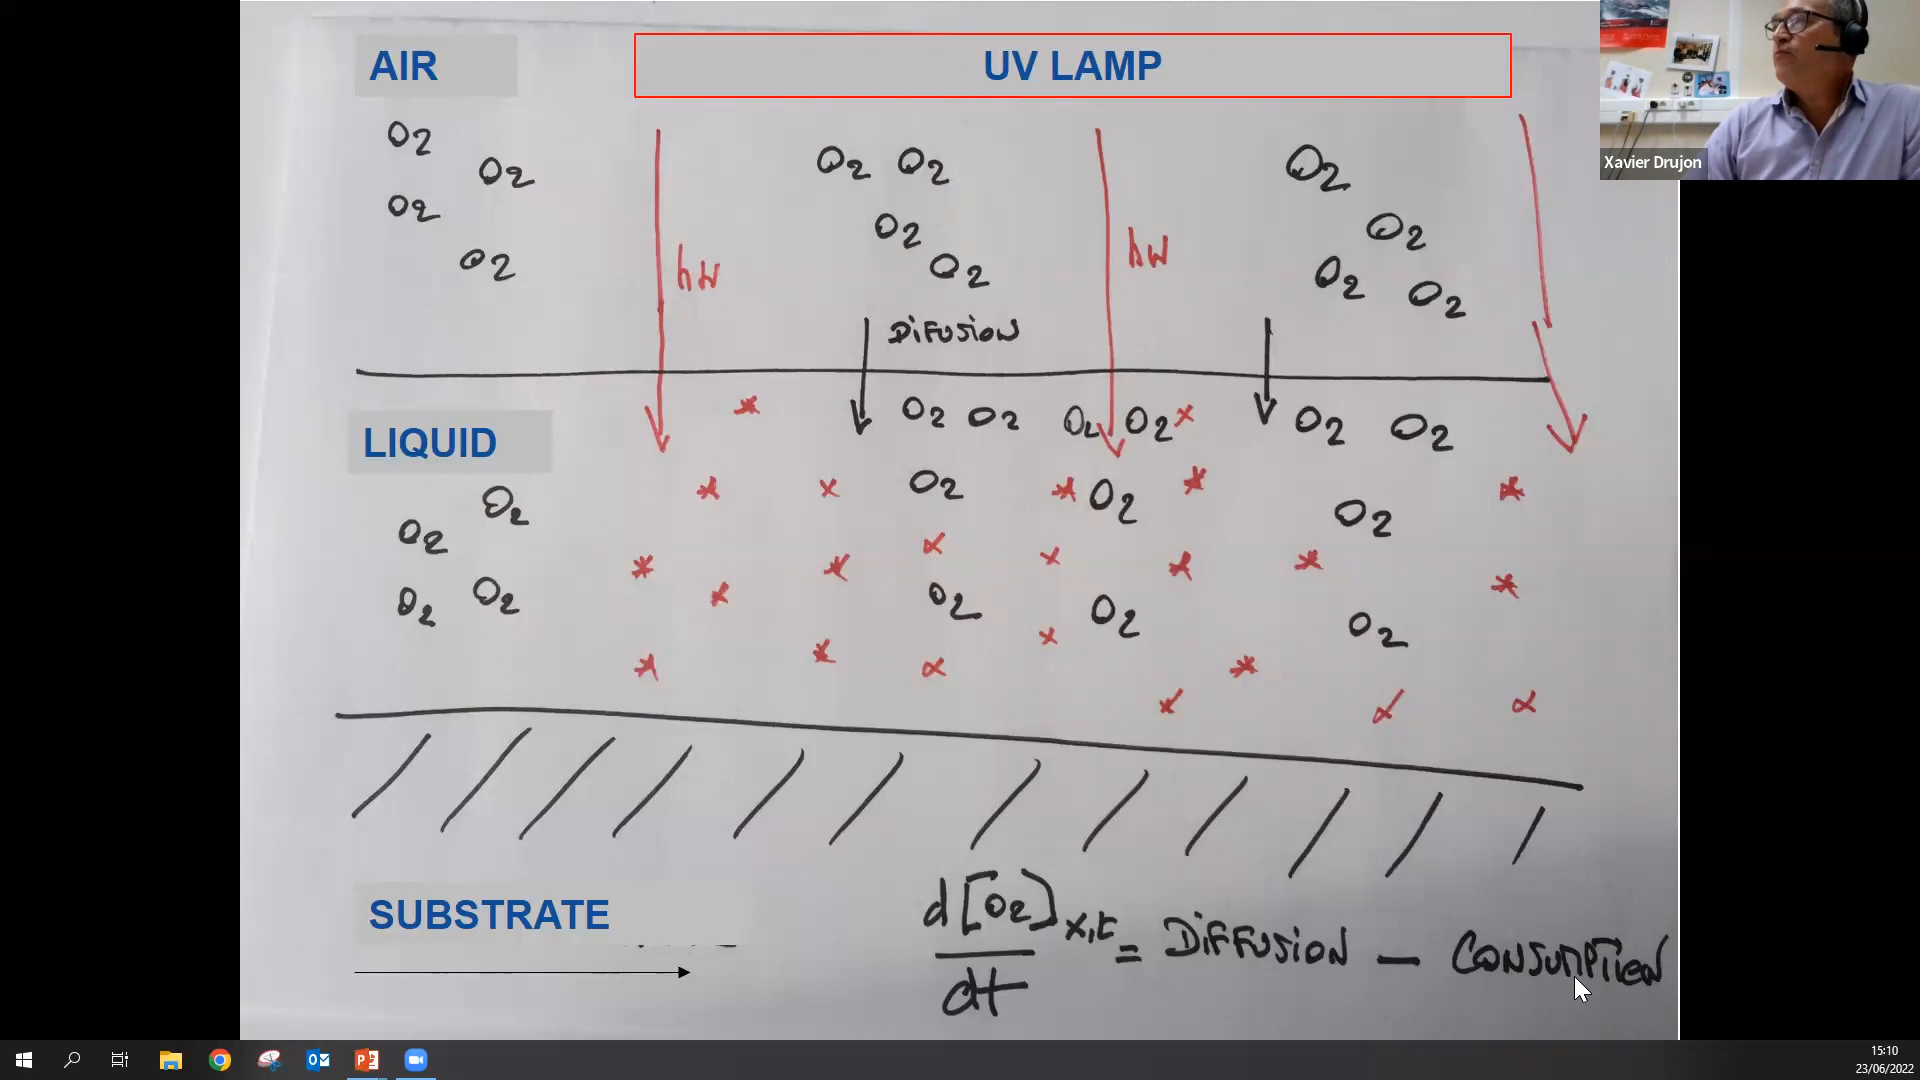 AIR
UV LAMP
Xavier Drujon
O2
O2 O2
O2
O2
O2
O2
O2
O2
O2
O2
O2
O2
hν
hν
DiFUSioN
O2 O2 O2 O2
O2 O2
LIQUID
O2
O2
O2
O2
O2
O2
O2
O2
O2
O2
O2
SUBSTRATE
d[O2]x,t
dt
= DiFFUSioN — CONSUMPTiON
15:10
23/06/2022